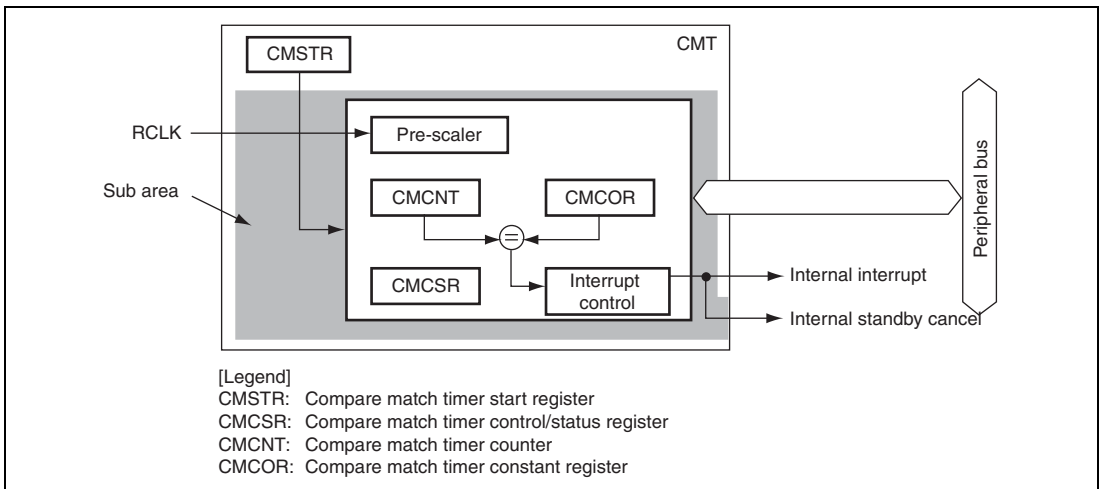 CMSTR
CMT
RCLK
Pre-scaler
Sub area
CMCNT
CMCOR
=
CMCSR
Interrupt
control
Peripheral bus
Internal interrupt
Internal standby cancel
[Legend]
CMSTR: Compare match timer start register
CMCSR: Compare match timer control/status register
CMCNT: Compare match timer counter
CMCOR: Compare match timer constant register